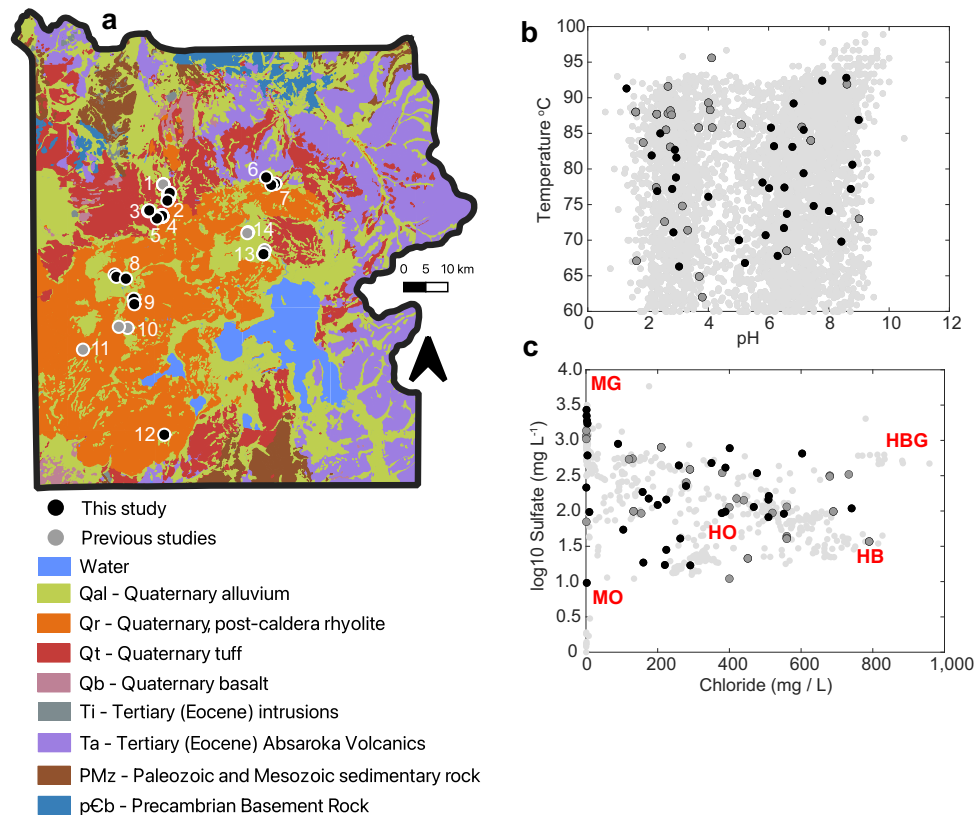 a
1
2
3
4
5
6
7
14
13
8
9
10
11
12
0 5 10 km
This study
Previous studies
Water
Qal - Quaternary alluvium
Qr - Quaternary, post-caldera rhyolite
Qt - Quaternary tuff
Qb - Quaternary basalt
Ti - Tertiary (Eocene) intrusions
Ta - Tertiary (Eocene) Absaroka Volcanics
PMz - Paleozoic and Mesozoic sedimentary rock
p€b - Precambrian Basement Rock
b
100
95
90
85
80
75
70
65
60
Temperature °C
0 2 4 6 8 10 12
pH
c
4.0
3.5
3.0
2.5
2.0
1.5
1.0
0.5
0
log10 Sulfate (mg L-1)
MG
HBG
HO
HB
MO
0 200 400 600 800 1,000
Chloride (mg / L)